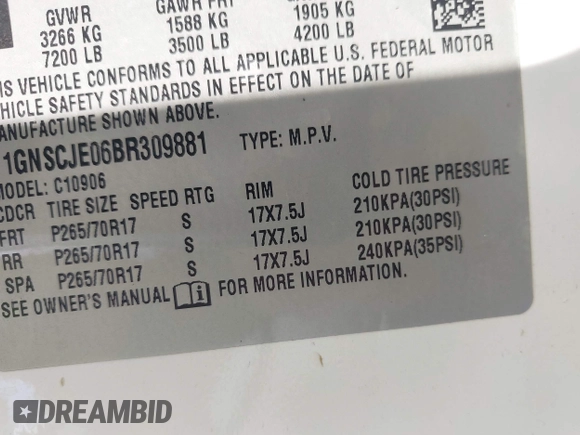 GVWR GAWR FRT
3266 KG 1588 KG 1905 KG
7200 LB 3500 LB 4200 LB
IS VEHICLE CONFORMS TO ALL APPLICABLE U.S. FEDERAL MOTOR
HICLE SAFETY STANDARDS IN EFFECT ON THE DATE OF
ANUFACTURE SHOWN ABOVE.
1GNSCJE06BR309881 TYPE: M.P.V.
MODEL: C10906
CDCR TIRE SIZE SPEED RTG RIM COLD TIRE PRESSURE
FRT P265/70R17 S 17X7.5J 210KPA(30PSI)
RR P265/70R17 S 17X7.5J 210KPA(30PSI)
SPA P265/70R17 S 17X7.5J 240KPA(35PSI)
SEE OWNER'S MANUAL i FOR MORE INFORMATION.
DREAMBID